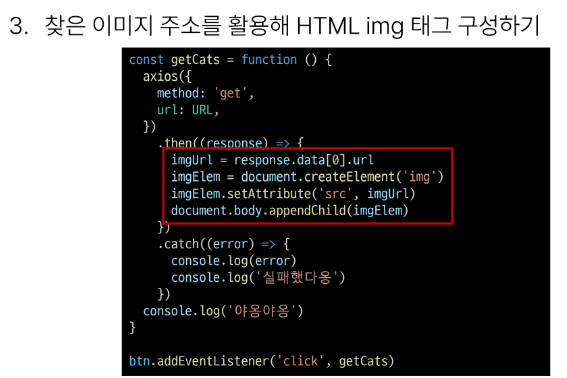 3. 찾은 이미지 주소를 활용해 HTML img 태그 구성하기
const getCats = function () {
axios({
method: 'get',
url: URL,
})
.then((response) => {
imgUrl = response.data[0].url
imgElem = document.createElement('img')
imgElem.setAttribute('src', imgUrl)
document.body.appendChild(imgElem)
})
.catch((error) => {
console.log(error)
console.log('실패했다옹')
})
console.log('야옹야옹')
}
btn.addEventListener('click', getCats)